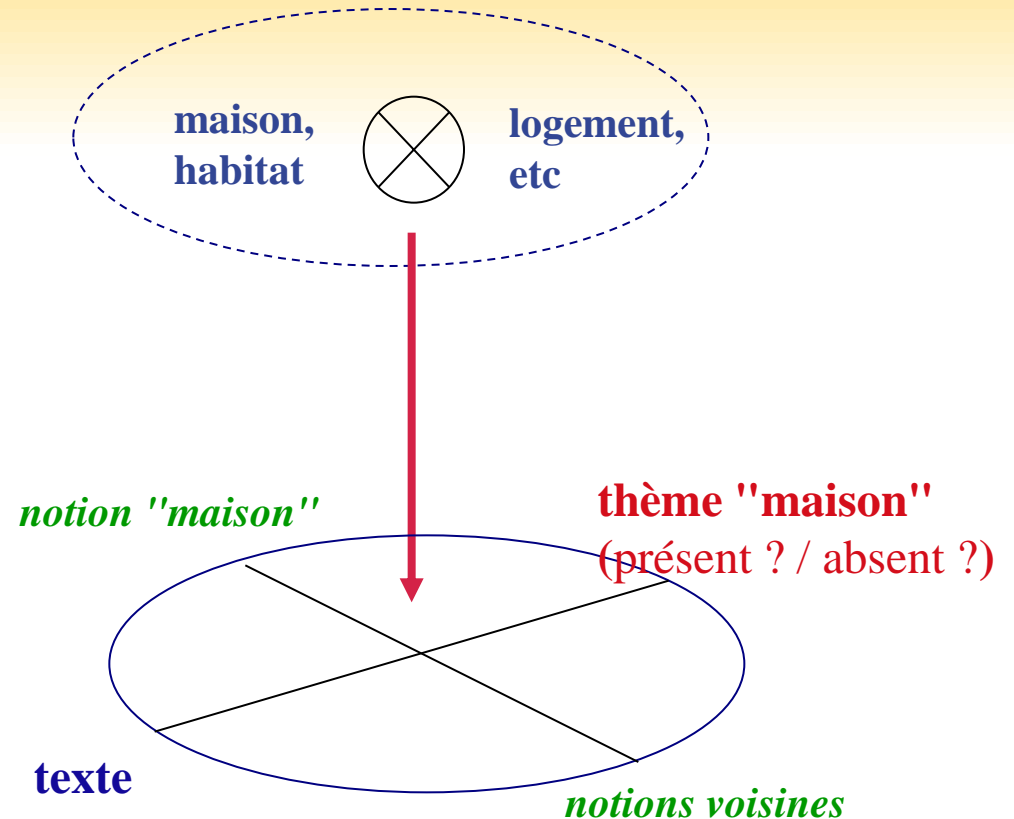 maison,
habitat
logement,
etc
notion "maison"
thème "maison"
(présent ? / absent ?)
texte
notions voisines